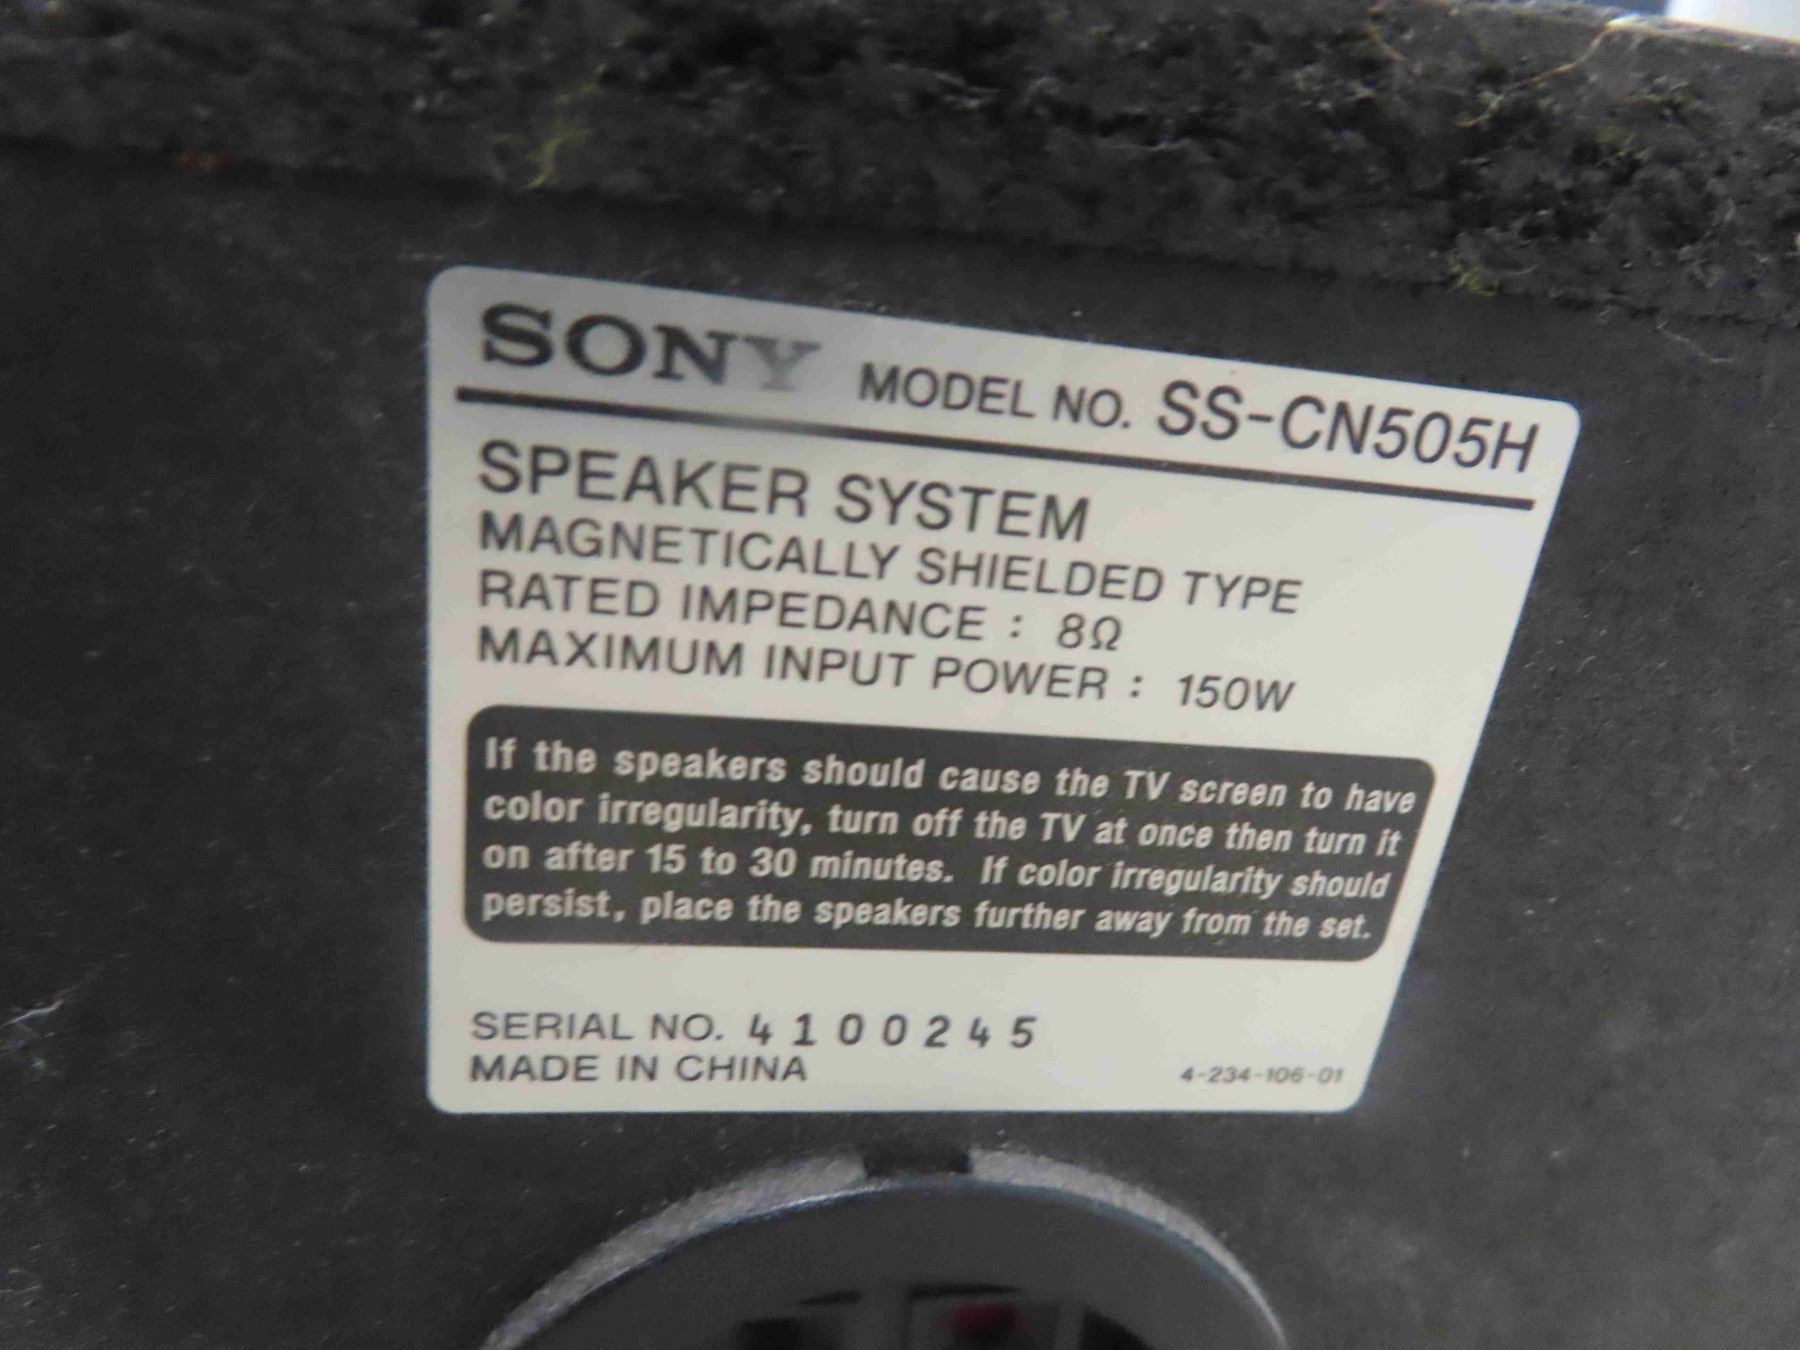 SONY MODEL NO. SS-CN505H
SPEAKER SYSTEM
MAGNETICALLY SHIELDED TYPE
RATED IMPEDANCE : 8Ω
MAXIMUM INPUT POWER : 150W
If the speakers should cause the TV screen to have
color irregularity, turn off the TV at once then turn it
on after 15 to 30 minutes. If color irregularity should
persist, place the speakers further away from the set.
SERIAL NO. 4100245
MADE IN CHINA 4-234-106-01